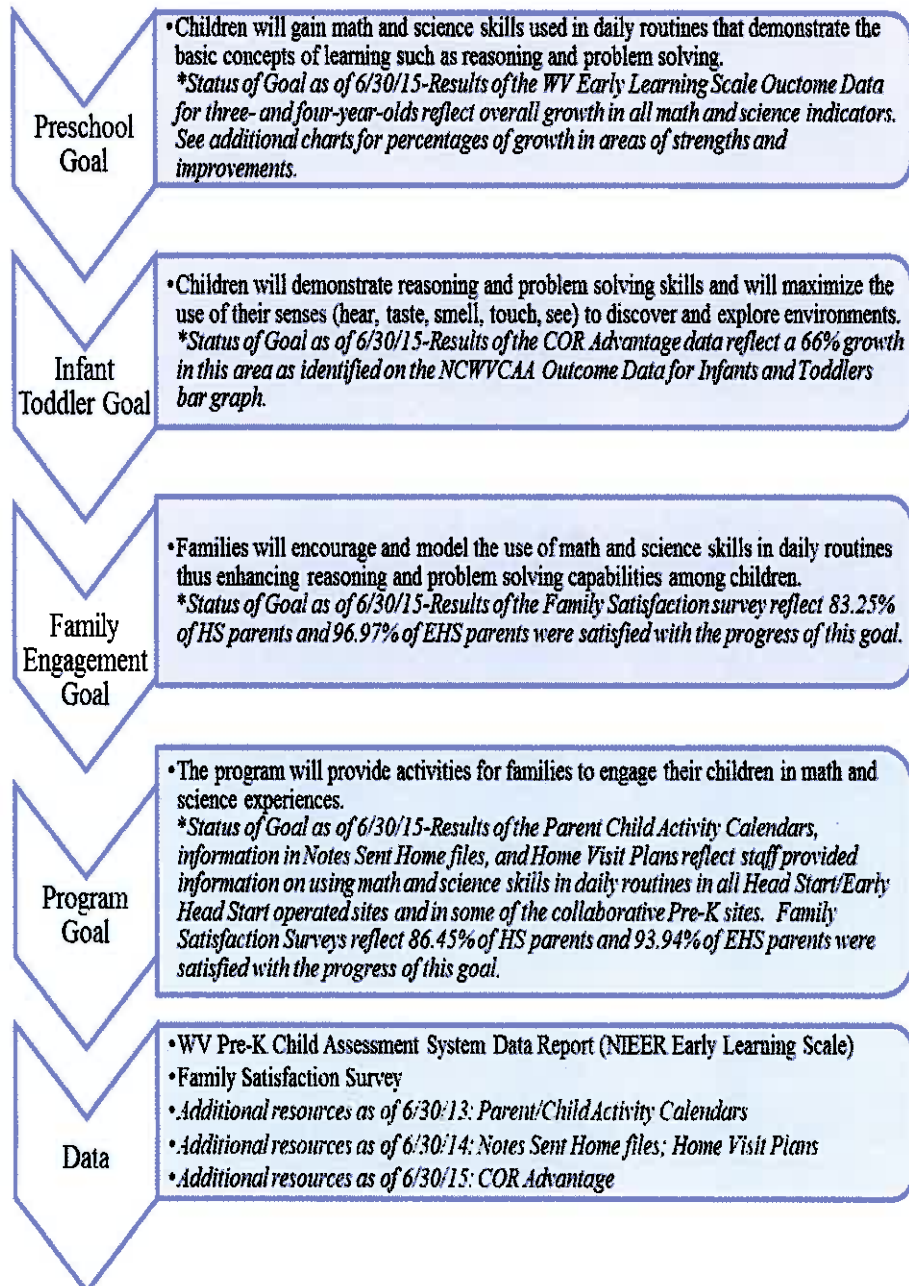 Preschool
Goal
•Children will gain math and science skills used in daily routines that demonstrate the
basic concepts of learning such as reasoning and problem solving.
*Status of Goal as of 6/30/15-Results of the WV Early Learning Scale Ouctome Data
for three- and four-year-olds reflect overall growth in all math and science indicators.
See additional charts for percentages of growth in areas of strengths and
improvements.
Infant
Toddler Goal
•Children will demonstrate reasoning and problem solving skills and will maximize the
use of their senses (hear, taste, smell, touch, see) to discover and explore environments.
*Status of Goal as of 6/30/15-Results of the COR Advantage data reflect a 66% growth
in this area as identified on the NCWVCAA Outcome Data for Infants and Toddlers
bar graph.
Family
Engagement
Goal
•Families will encourage and model the use of math and science skills in daily routines
thus enhancing reasoning and problem solving capabilities among children.
*Status of Goal as of 6/30/15-Results of the Family Satisfaction survey reflect 83.25%
of HS parents and 96.97% of EHS parents were satisfied with the progress of this goal.
Program
Goal
•The program will provide activities for families to engage their children in math and
science experiences.
*Status of Goal as of 6/30/15-Results of the Parent Child Activity Calendars,
information in Notes Sent Home files, and Home Visit Plans reflect staff provided
information on using math and science skills in daily routines in all Head Start/Early
Head Start operated sites and in some of the collaborative Pre-K sites. Family
Satisfaction Surveys reflect 86.45% of HS parents and 93.94% of EHS parents were
satisfied with the progress of this goal.
Data
•WV Pre-K Child Assessment System Data Report (NIEER Early Learning Scale)
•Family Satisfaction Survey
•Additional resources as of 6/30/13: Parent/Child Activity Calendars
•Additional resources as of 6/30/14: Notes Sent Home files; Home Visit Plans
•Additional resources as of 6/30/15: COR Advantage